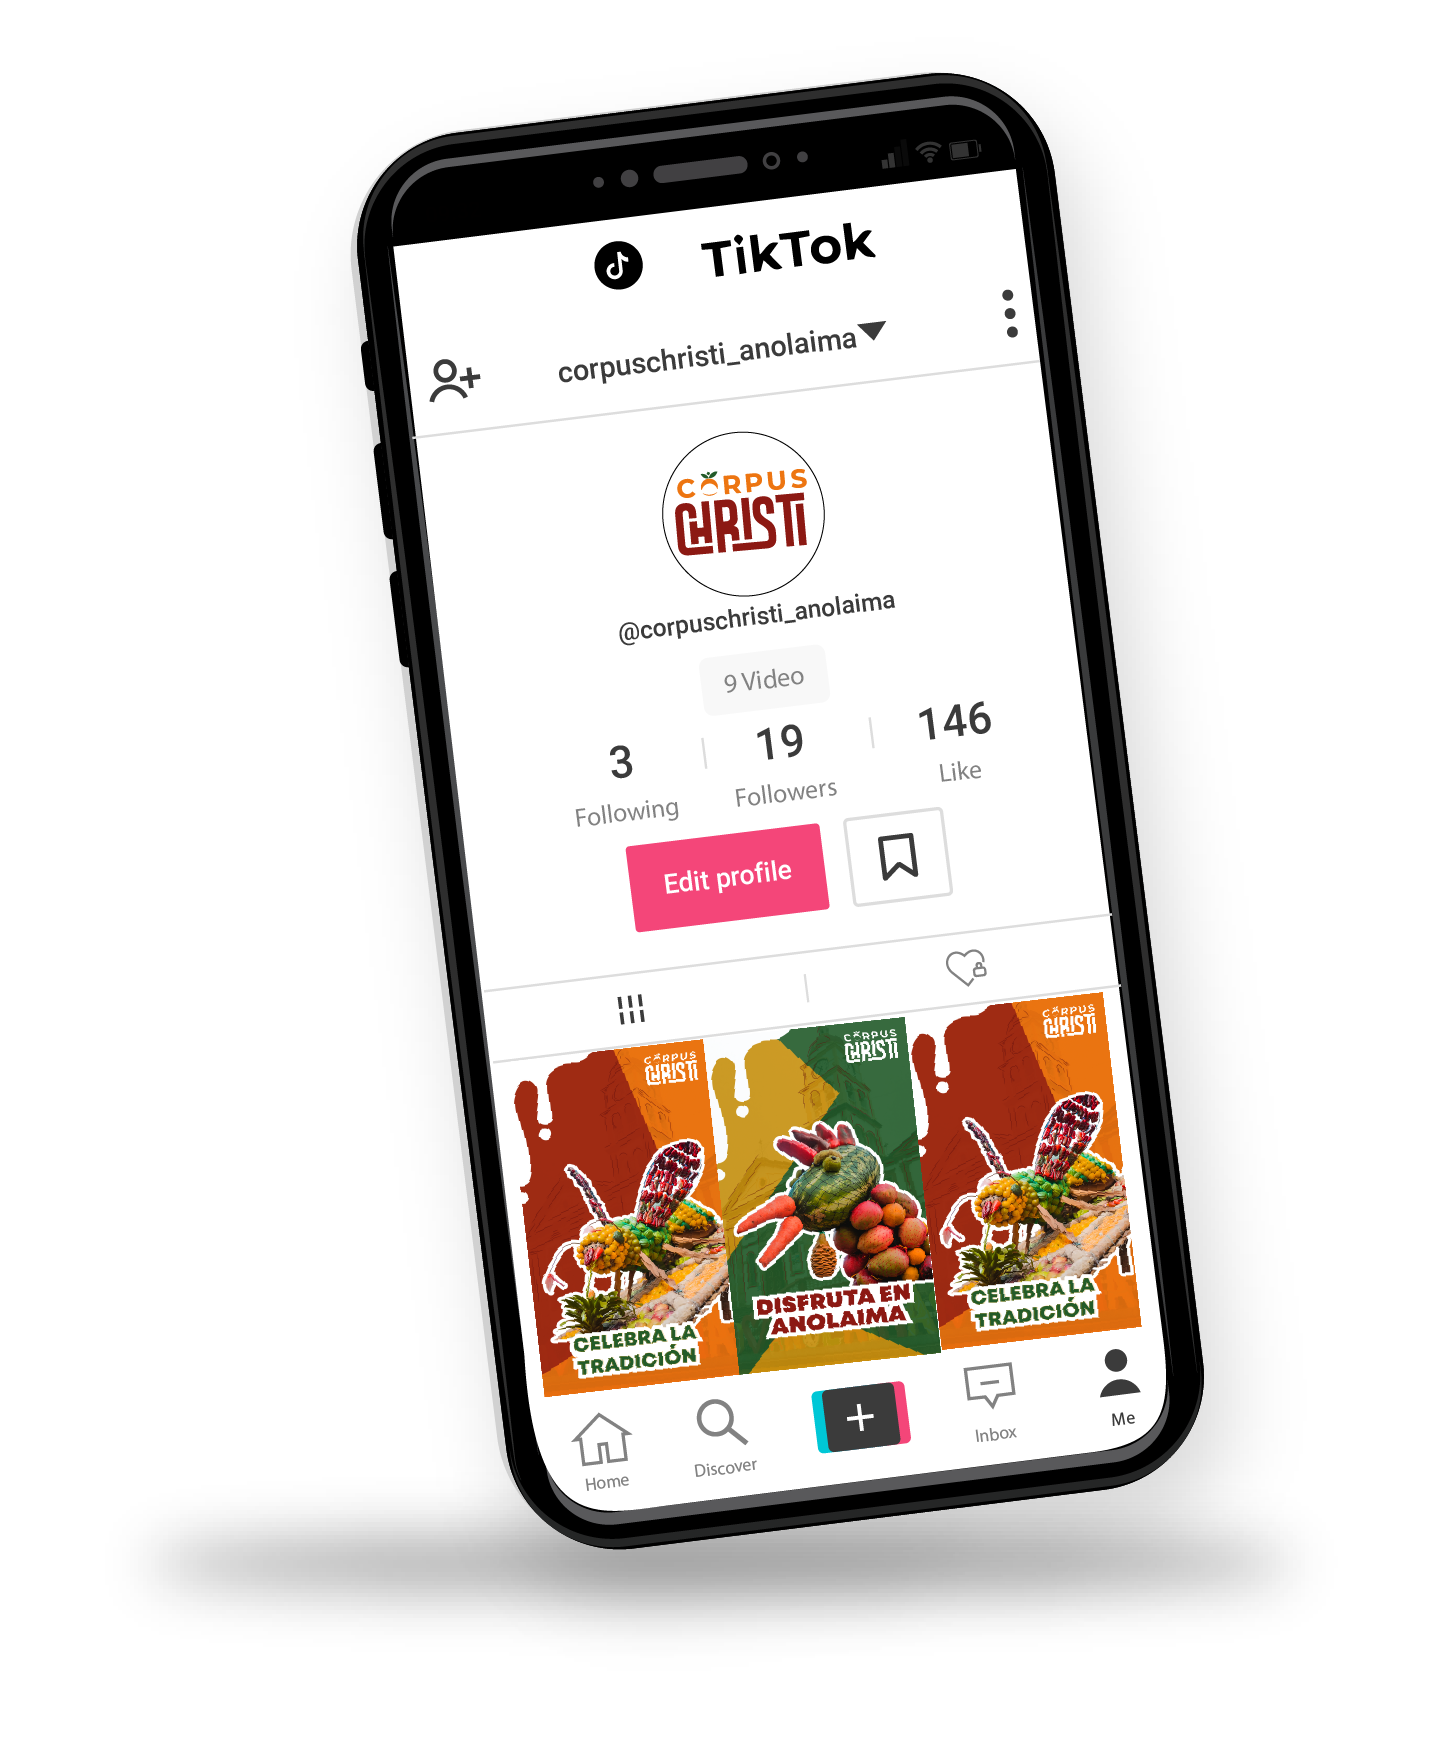 TikTok
corpuschristi_anolaima
CORPUS
CHRISTI
@corpuschristi_anolaima
9 Video
3
19
146
Following
Followers
Like
Edit profile
CORPUS
CHRISTI
CELEBRA LA
TRADICIÓN
CORPUS
CHRISTI
DISFRUTA EN
ANOLAIMA
CORPUS
CHRISTI
CELEBRA LA
TRADICIÓN
Home
Discover
Inbox
Me